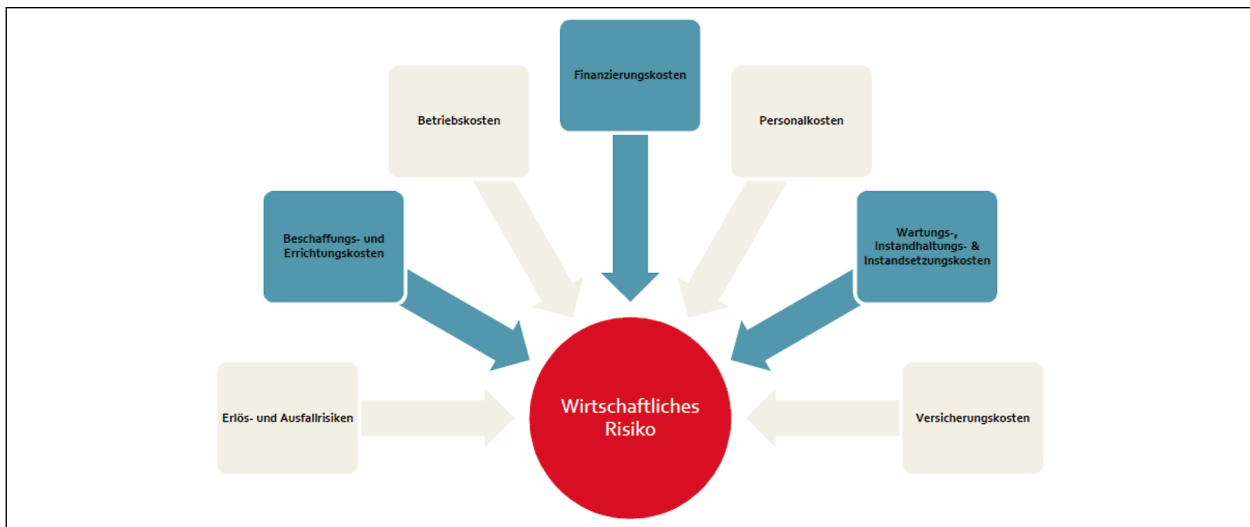 Finanzierungskosten
Betriebskosten
Personalkosten
Beschaffungs- und
Errichtungskosten
Wartungs-,
Instandhaltungs- &
Instandsetzungskosten
Erlös- und Ausfallrisiken
Wirtschaftliches
Risiko
Versicherungskosten